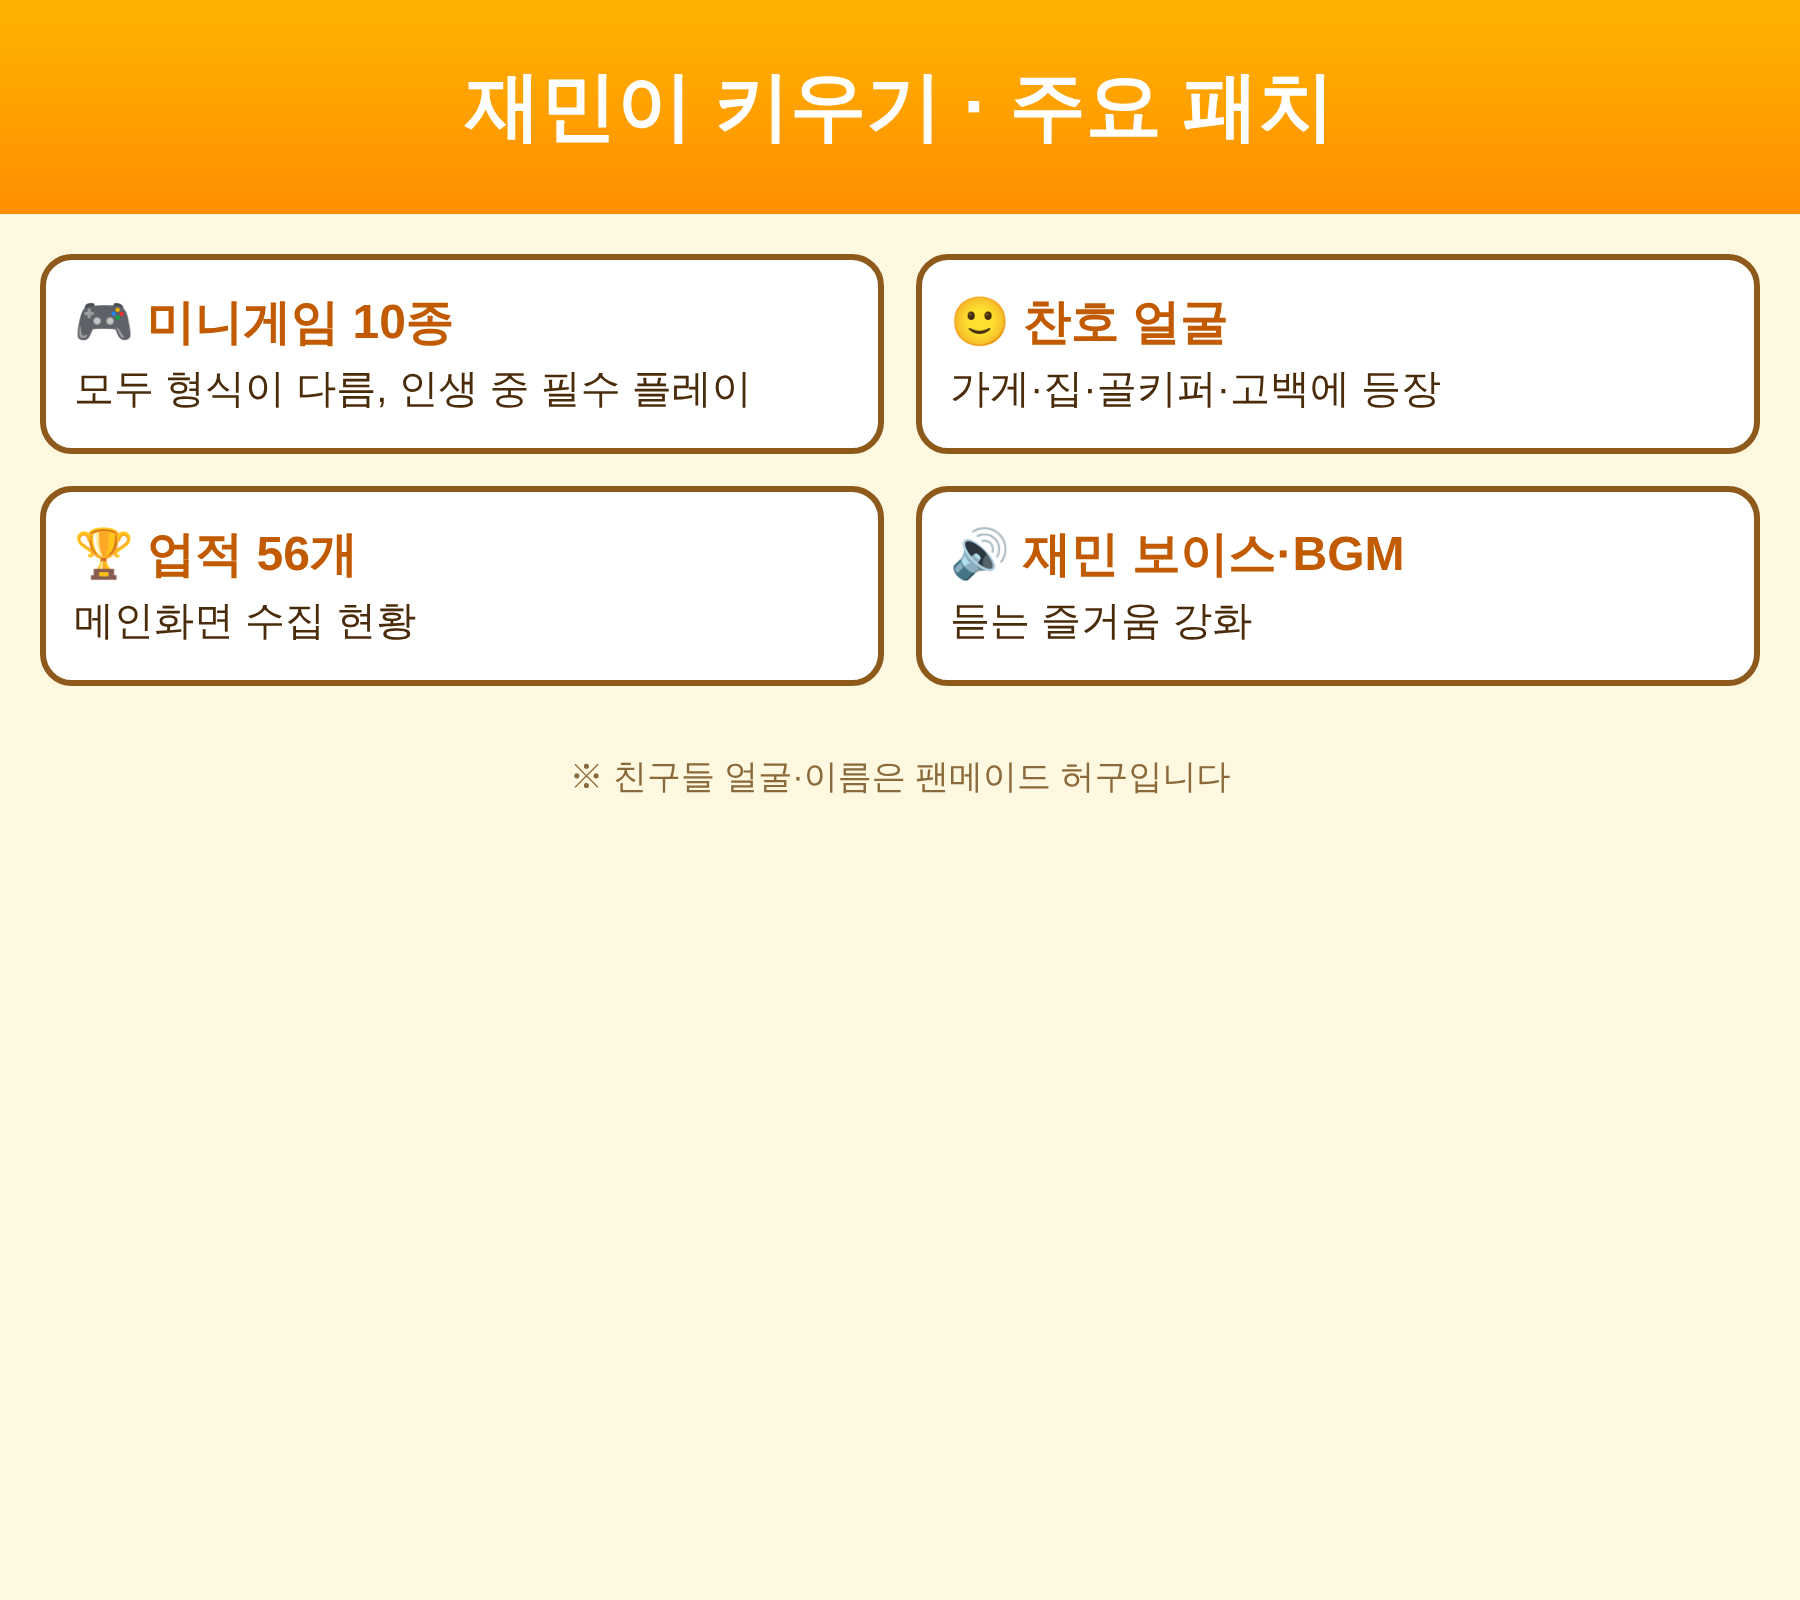 재민이 키우기 · 주요 패치
🎮 미니게임 10종
모두 형식이 다름, 인생 중 필수 플레이
🙂 찬호 얼굴
가게·집·골키퍼·고백에 등장
🏆 업적 56개
메인화면 수집 현황
🔊 재민 보이스·BGM
듣는 즐거움 강화
※ 친구들 얼굴·이름은 팬메이드 허구입니다